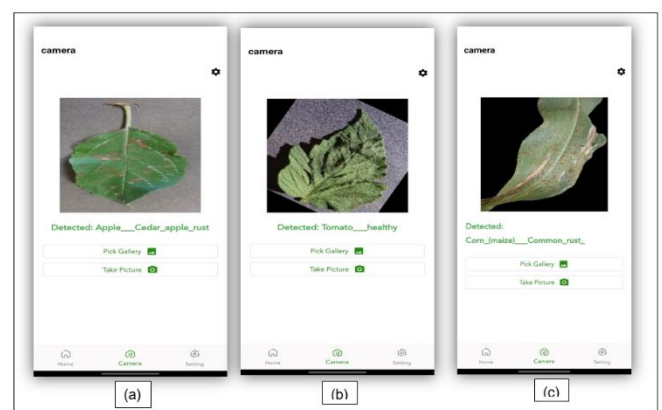 camera
Detected: Apple___Cedar_apple_rust
Pick Gallery
Take Picture
Home
Camera
Setting
(a)
camera
Detected: Tomato___healthy
Pick Gallery
Take Picture
Home
Camera
Setting
(b)
camera
Detected:
Corn_(maize)___Common_rust_
Pick Gallery
Take Picture
Home
Camera
Setting
(c)